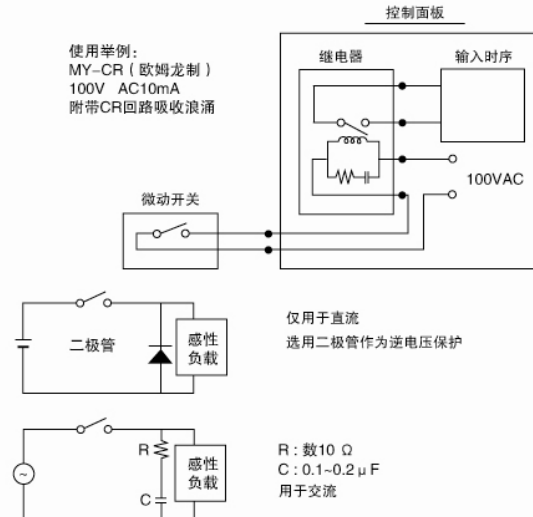 控制面板
使用举例:
MY-CR（欧姆龙制）
100V AC10mA
附带CR回路吸收浪涌
继电器
输入时序
100VAC
微动开关
二极管
感性
负载
仅用于直流
选用二极管作为逆电压保护
R
C
~
感性
负载
R : 数10 Ω
C : 0.1~0.2 μ F
用于交流